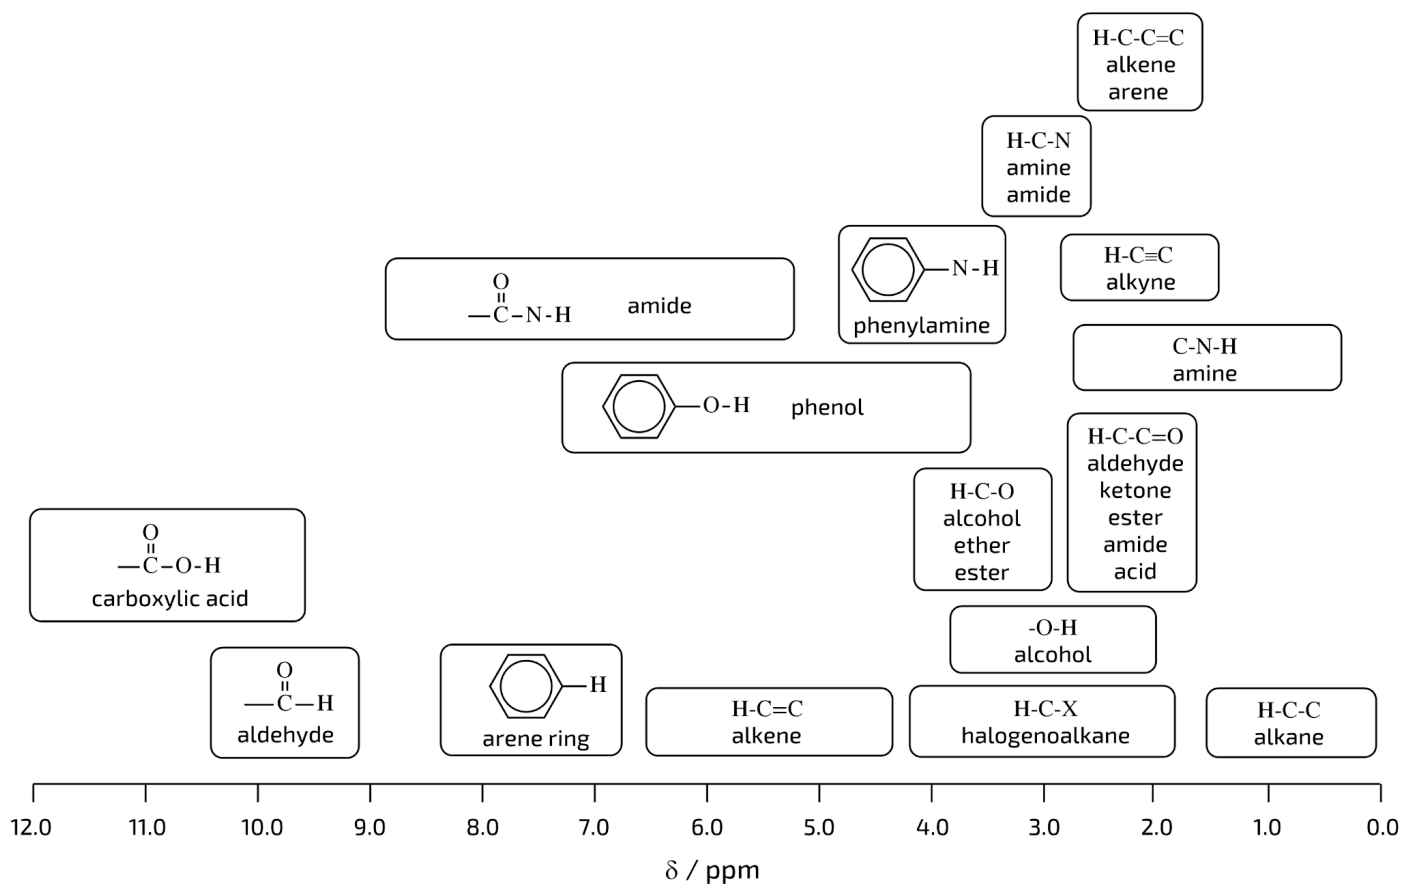 H-C-C=C
alkene
arene
H-C-N
amine
amide
N-H
phenylamine
H-C≡C
alkyne
O
C-N-H
amide
C-N-H
amine
O-H
phenol
H-C-C=O
aldehyde
ketone
ester
amide
acid
H-C-O
alcohol
ether
ester
O
C-O-H
carboxylic acid
-O-H
alcohol
O
C-H
aldehyde
H
arene ring
H-C=C
alkene
H-C-X
halogenoalkane
H-C-C
alkane
12.0 11.0 10.0 9.0 8.0 7.0 6.0 5.0 4.0 3.0 2.0 1.0 0.0
δ / ppm